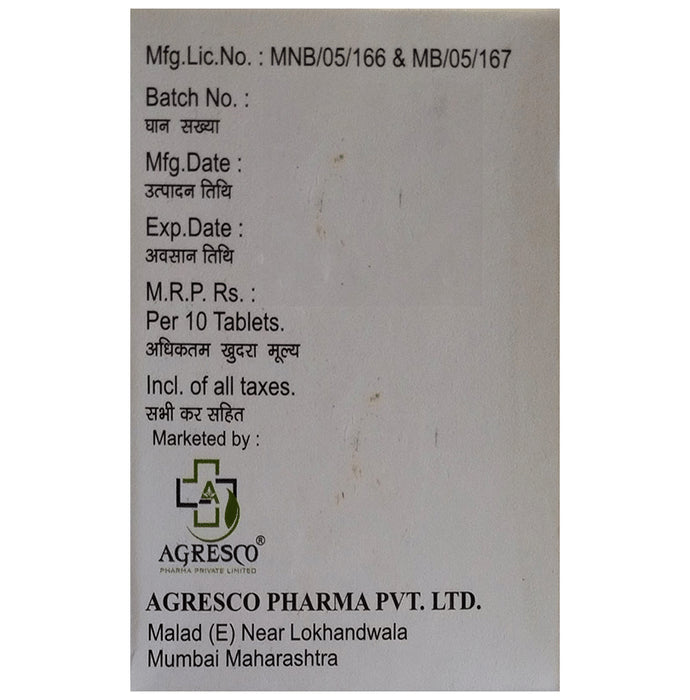 Mfg.Lic.No. : MNB/05/166 & MB/05/167
Batch No. :
घान सख्या
Mfg.Date :
उत्पादन तिथि
Exp.Date :
अवसान तिथि
M.R.P. Rs. :
Per 10 Tablets.
अधिकतम खुदरा मूल्य
Incl. of all taxes.
सभी कर सहित
Marketed by :
A
AGRESCO®
PHARMA PRIVATE LIMITED
AGRESCO PHARMA PVT. LTD.
Malad (E) Near Lokhandwala
Mumbai Maharashtra